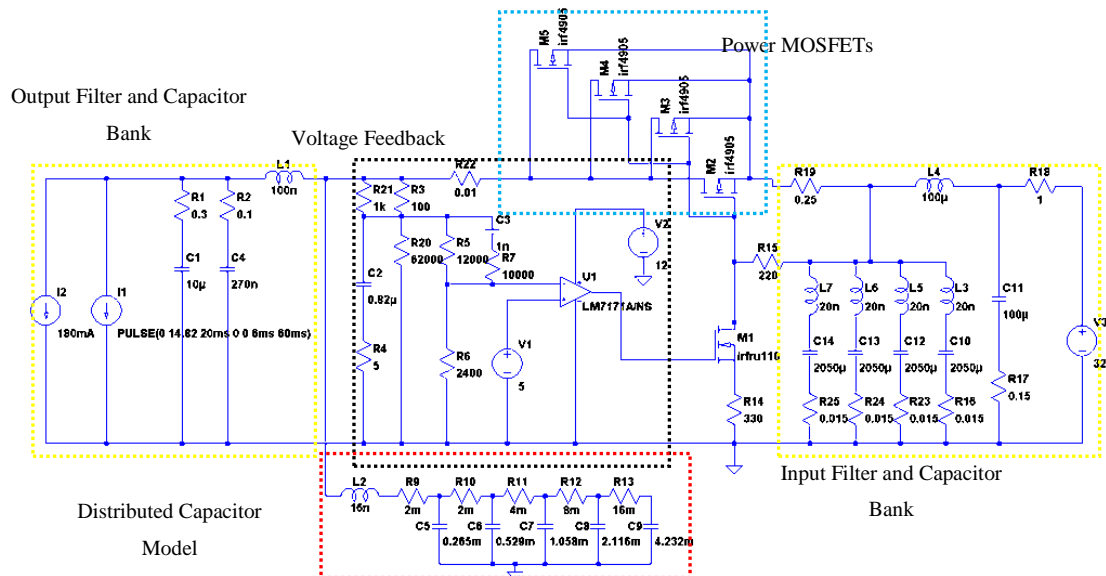 Output Filter and Capacitor
Bank
Voltage Feedback
Power MOSFETs
M5
irf4905
M4
irf4905
M3
irf4905
M2
irf4905
L1
100n
R1
0.3
R2
0.1
C1
10µ
C4
270n
I2
180mA
I1
PULSE(0 14.82 20ms 0 0 6ms 60ms)
R21
1k
R3
100
R22
0.01
C3
1n
R20
62000
R5
12000
R7
10000
C2
0.82µ
R4
5
R6
2400
V1
5
U1
LM7171A/NS
V2
12
R15
220
M1
irfru110
R14
330
R19
0.25
L4
100µ
R18
1
L7
20n
L6
20n
L5
20n
L3
20n
C11
100µ
V3
32
C14
2050µ
C13
2050µ
C12
2050µ
C10
2050µ
R17
0.15
R25
0.015
R24
0.015
R23
0.015
R16
0.015
Input Filter and Capacitor
Bank
Distributed Capacitor
Model
L2
16n
R9
2m
R10
2m
R11
4m
R12
8m
R13
16m
C5
0.265m
C6
0.529m
C7
1.058m
C8
2.116m
C9
4.232m